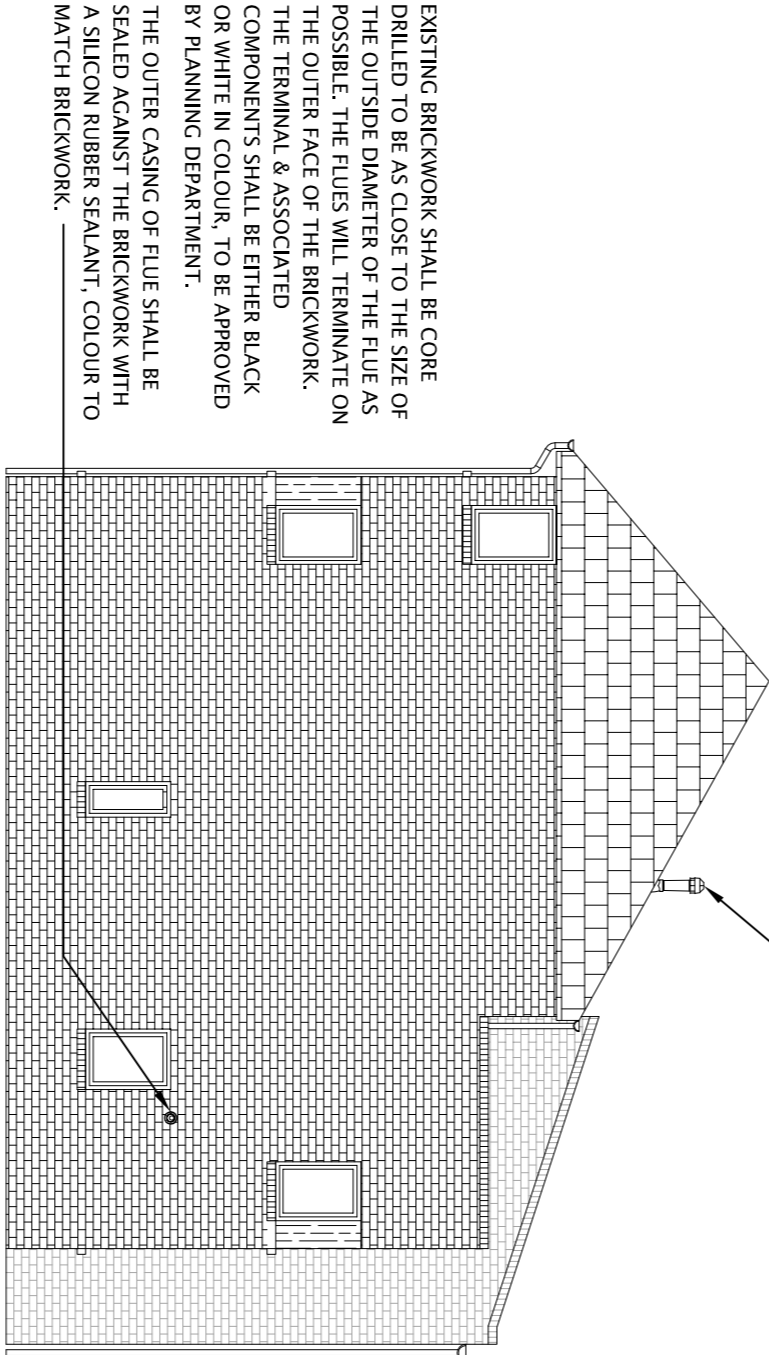 EXISTING BRICKWORK SHALL BE CORE
DRILLED TO BE AS CLOSE TO THE SIZE OF
THE OUTSIDE DIAMETER OF THE FLUE AS
POSSIBLE. THE FLUES WILL TERMINATE ON
THE OUTER FACE OF THE BRICKWORK.
THE TERMINAL & ASSOCIATED
COMPONENTS SHALL BE EITHER BLACK
OR WHITE IN COLOUR, TO BE APPROVED
BY PLANNING DEPARTMENT.
THE OUTER CASING OF FLUE SHALL BE
SEALED AGAINST THE BRICKWORK WITH
A SILICON RUBBER SEALANT, COLOUR TO
MATCH BRICKWORK.